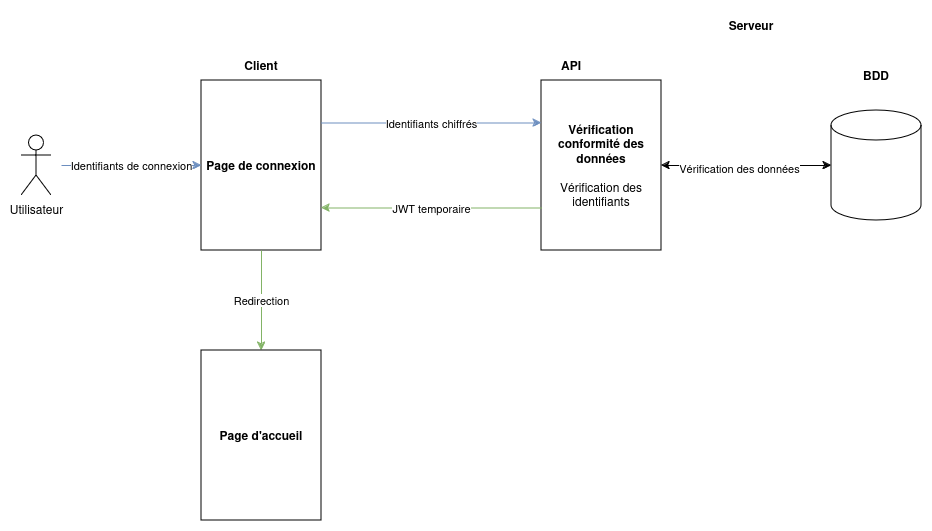 Serveur
Client
API
BDD
Identifiants chiffrés
Vérification
conformité des
données
Identifiants de connexion
Page de connexion
Vérification des données
Vérification des
identifiants
Utilisateur
JWT temporaire
Redirection
Page d'accueil